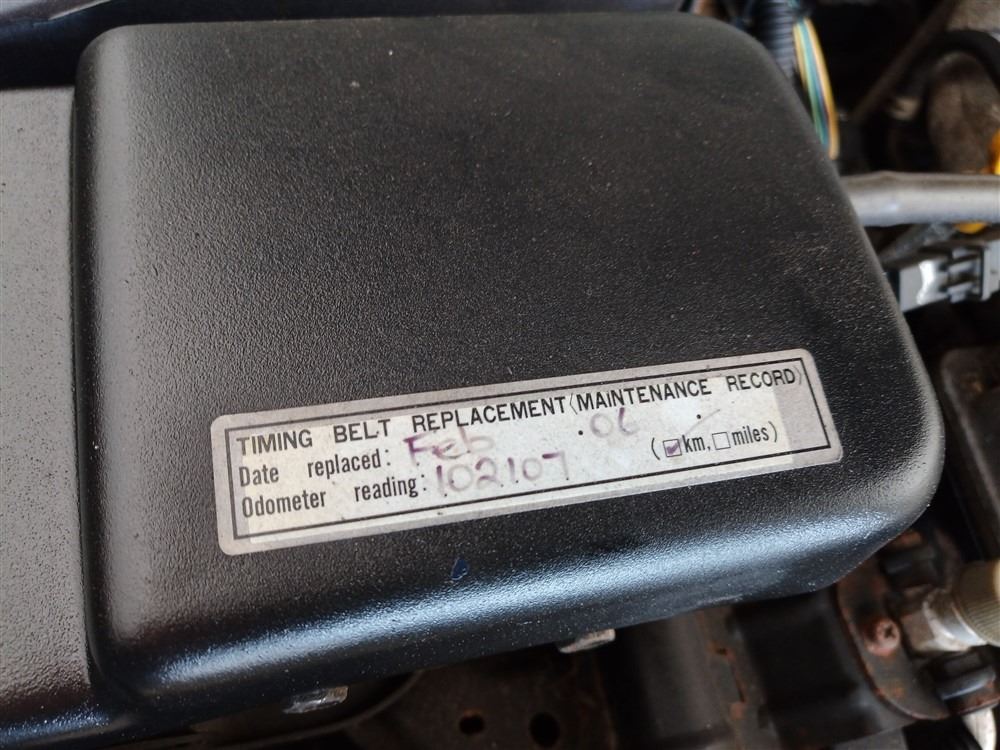 TIMING BELT REPLACEMENT (MAINTENANCE RECORD)
Date replaced: Feb . 06 .
Odometer reading: 102107 (☑km, ☐miles)